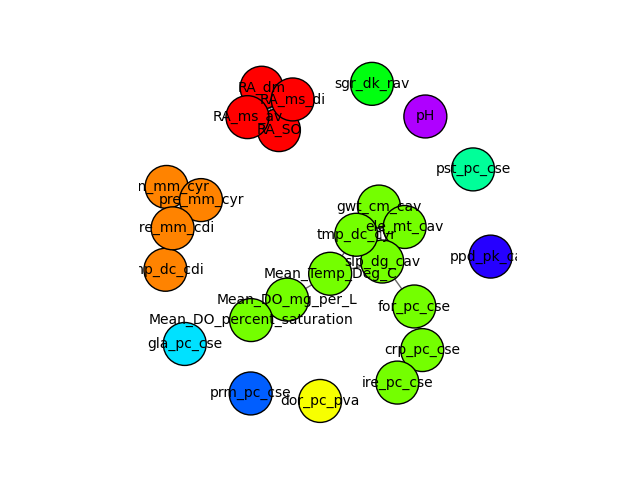 RA_dm
RA_ms_di
RA_ms_av
RA_SO
sgr_dk_rav
pH
pst_pc_cse
n_mm_cyr
pre_mm_cyr
re_mm_cdi
np_dc_cdi
gwt_cm_cav
ele_mt_cav
tmp_dc_cyr
slp_dg_cav
ppd_pk_ca
Mean_Temp_Deg_C
Mean_DO_mg_per_L
for_pc_cse
Mean_DO_percent_saturation
gla_pc_cse
crp_pc_cse
ire_pc_cse
prm_pc_cse
dor_pc_pva